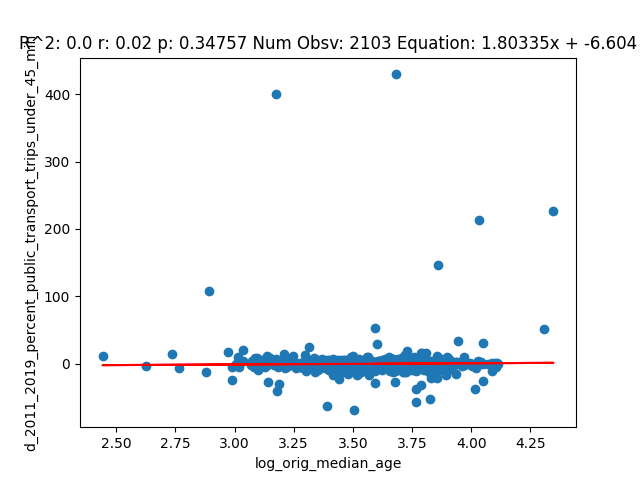 R^2: 0.0 r: 0.02 p: 0.34757 Num Obsv: 2103 Equation: 1.80335x + -6.604
d_2011_2019_percent_public_transport_trips_under_45_min
400
300
200
100
0
2.50 2.75 3.00 3.25 3.50 3.75 4.00 4.25
log_orig_median_age